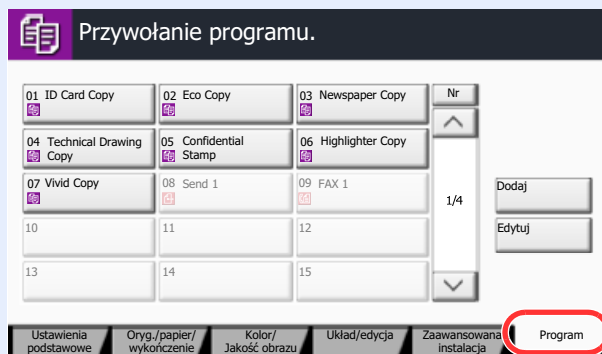 Przywołanie programu.
01 ID Card Copy
02 Eco Copy
03 Newspaper Copy
Nr
04 Technical Drawing
Copy
05 Confidential
Stamp
06 Highlighter Copy
07 Vivid Copy
08 Send 1
09 FAX 1
1/4
Dodaj
10
11
12
Edytuj
13
14
15
Ustawienia
podstawowe
Oryg./papier/
wykończenie
Kolor/
Jakość obrazu
Układ/edycja
Zaawansowana
instalacja
Program